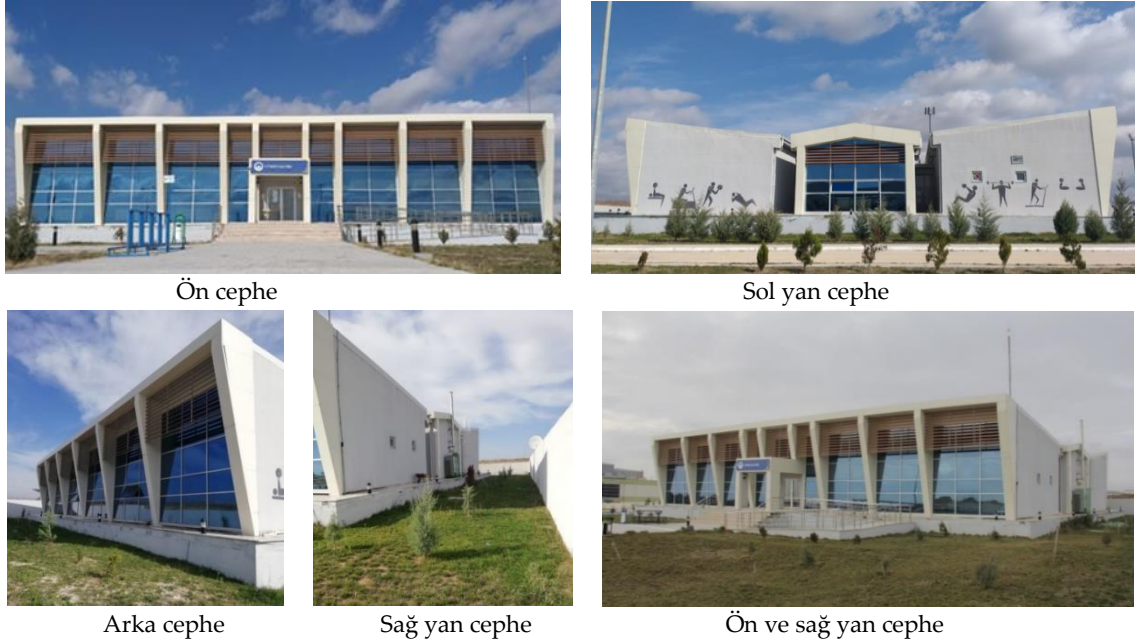 Ön cephe
Sol yan cephe
Arka cephe
Sağ yan cephe
Ön ve sağ yan cephe